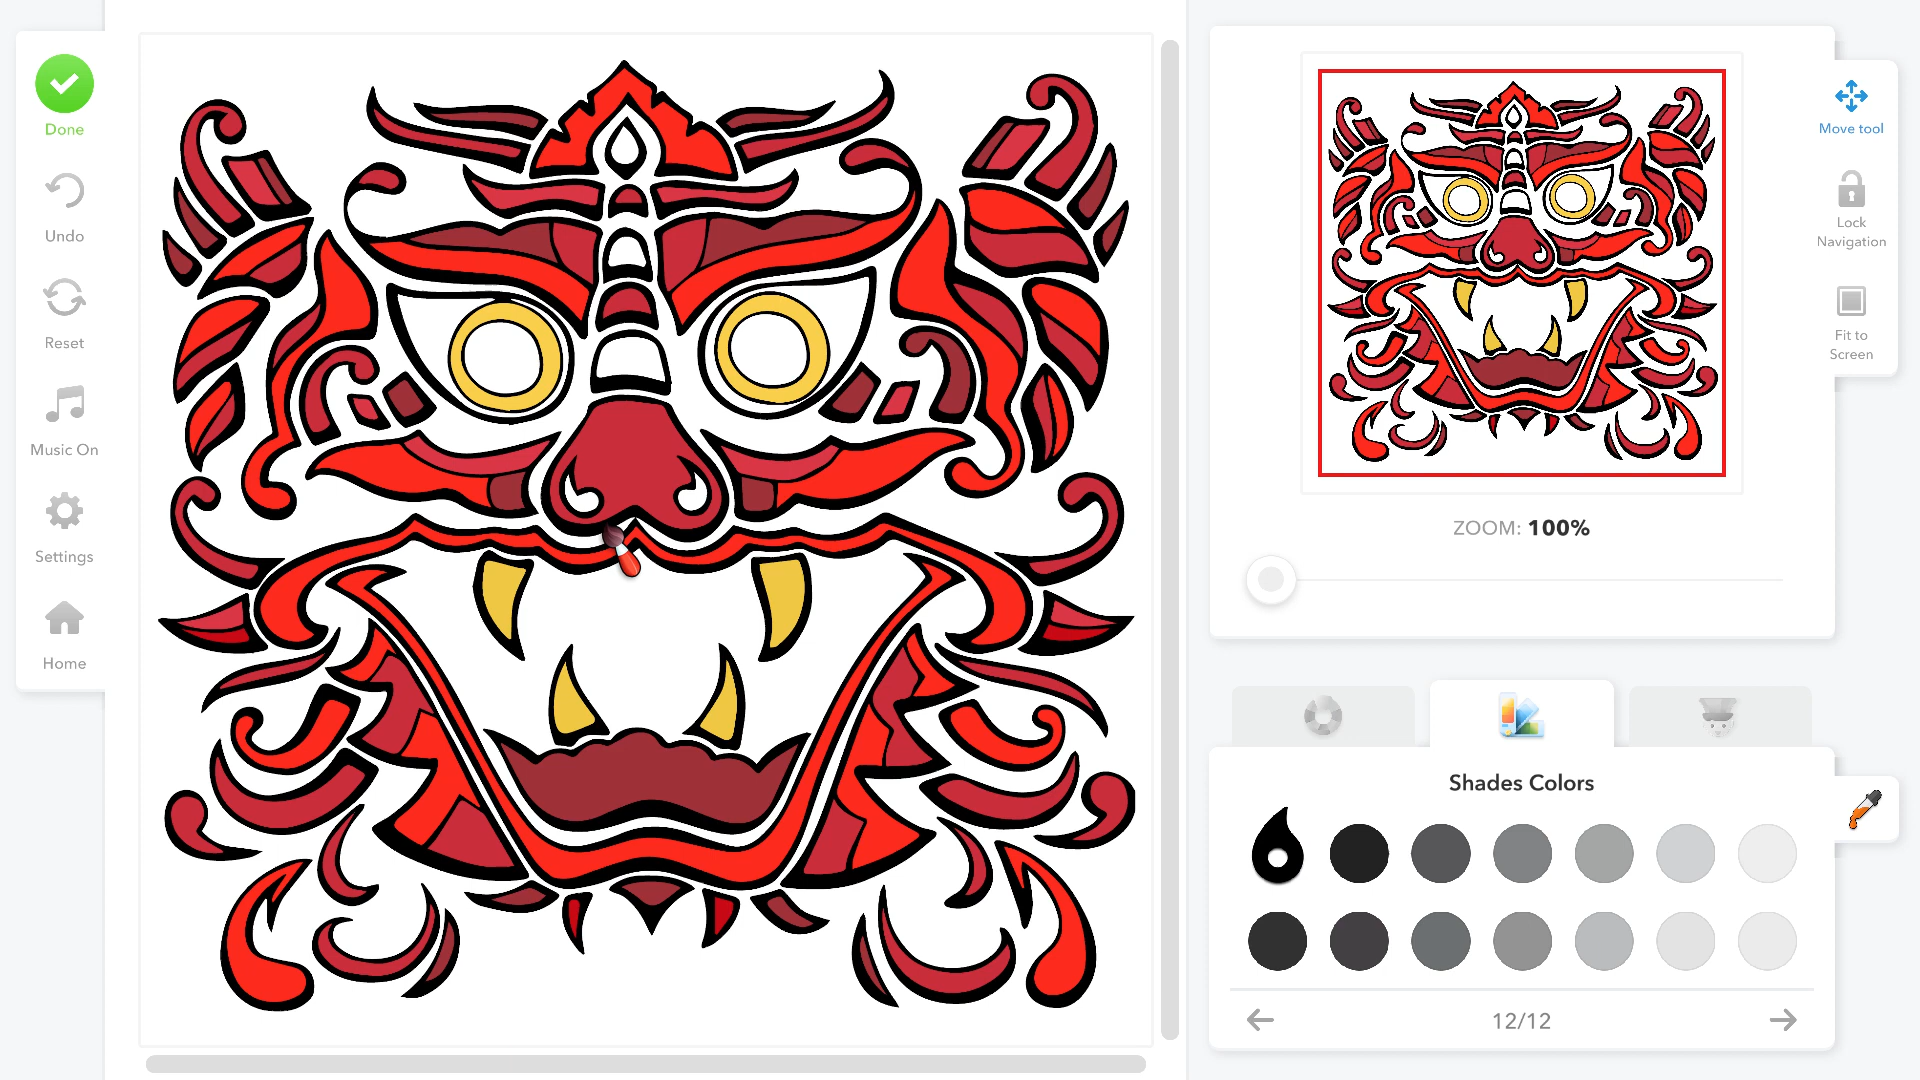 Done
Undo
Reset
Music On
Settings
Home
Move tool
Lock
Navigation
Fit to
Screen
ZOOM: 100%
Shades Colors
12/12